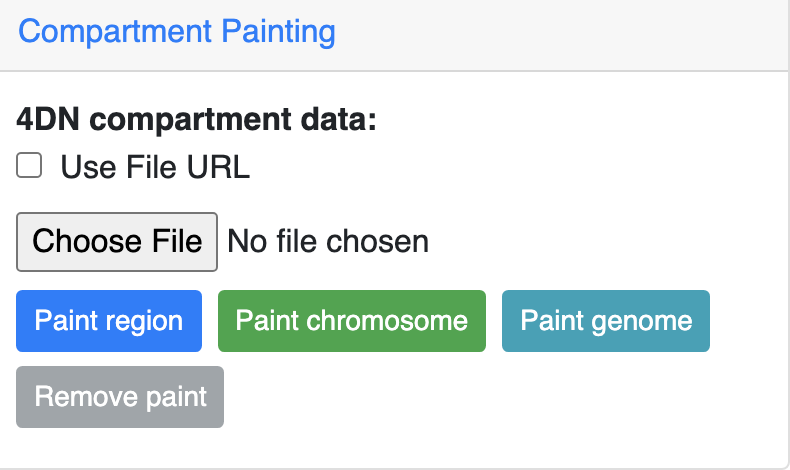 Compartment Painting
4DN compartment data:
Use File URL
Choose File No file chosen
Paint region Paint chromosome Paint genome
Remove paint